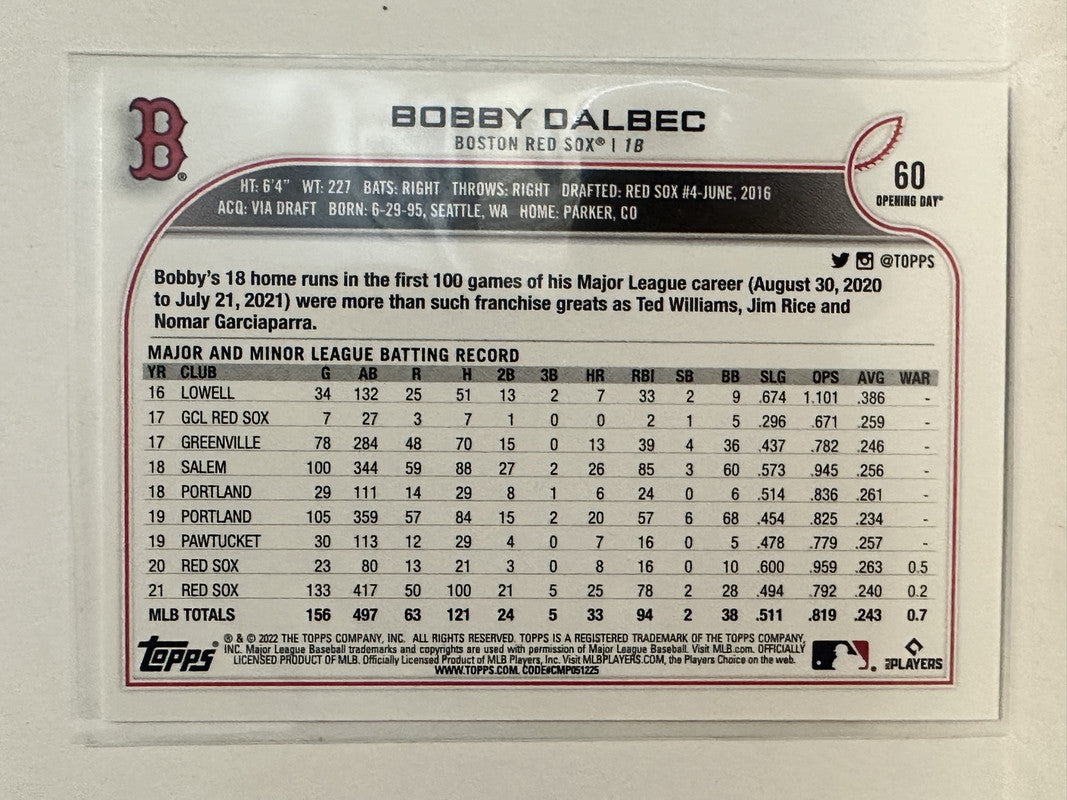 B®
BOBBY DALBEC
BOSTON RED SOX® | 1B
60
OPENING DAY®
HT: 6'4" WT: 227 BATS: RIGHT THROWS: RIGHT DRAFTED: RED SOX #4-JUNE, 2016
ACQ: VIA DRAFT BORN: 6-29-95, SEATTLE, WA HOME: PARKER, CO
@TOPPS
Bobby's 18 home runs in the first 100 games of his Major League career (August 30, 2020
to July 21, 2021) were more than such franchise greats as Ted Williams, Jim Rice and
Nomar Garciaparra.
MAJOR AND MINOR LEAGUE BATTING RECORD
YR CLUB G AB R H 2B 3B HR RBI SB BB SLG OPS AVG WAR
16 LOWELL 34 132 25 51 13 2 7 33 2 9 .674 1.101 .386 -
17 GCL RED SOX 7 27 3 7 1 0 0 2 1 5 .296 .671 .259 -
17 GREENVILLE 78 284 48 70 15 0 13 39 4 36 .437 .782 .246 -
18 SALEM 100 344 59 88 27 2 26 85 3 60 .573 .945 .256 -
18 PORTLAND 29 111 14 29 8 1 6 24 0 6 .514 .836 .261 -
19 PORTLAND 105 359 57 84 15 2 20 57 6 68 .454 .825 .234 -
19 PAWTUCKET 30 113 12 29 4 0 7 16 0 5 .478 .779 .257 -
20 RED SOX 23 80 13 21 3 0 8 16 0 10 .600 .959 .263 0.5
21 RED SOX 133 417 50 100 21 5 25 78 2 28 .494 .792 .240 0.2
MLB TOTALS 156 497 63 121 24 5 33 94 2 38 .511 .819 .243 0.7
Topps®
® & © 2022 THE TOPPS COMPANY, INC. ALL RIGHTS RESERVED. TOPPS IS A REGISTERED TRADEMARK OF THE TOPPS COMPANY,
INC. Major League Baseball trademarks and copyrights are used with permission of Major League Baseball. Visit MLB.com. OFFICIALLY
LICENSED PRODUCT OF MLB. Officially Licensed Product of MLB Players, Inc. Visit MLBPLAYERS.COM, the Players Choice on the web.
WWW.TOPPS.COM. CODE#CMP051225
MLB PLAYERS